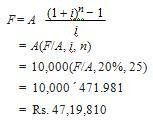 F = A (1 + i)n − 1
i
= A(F/A, i, n)
= 10,000(F/A, 20%, 25)
= 10,000 ´ 471.981
= Rs. 47,19,810